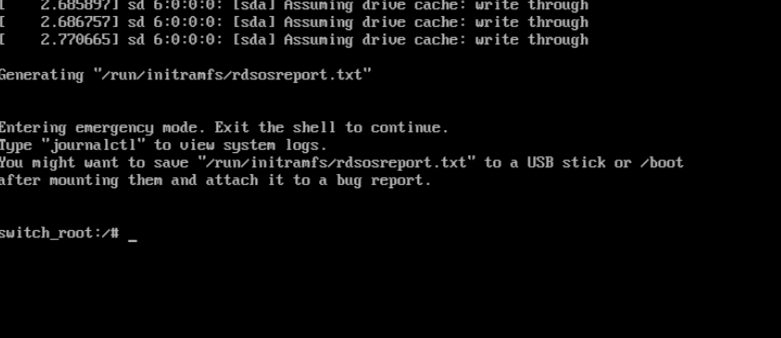 [    2.685897] sd 6:0:0:0: [sda] Assuming drive cache: write through
[    2.686757] sd 6:0:0:0: [sda] Assuming drive cache: write through
[    2.770665] sd 6:0:0:0: [sda] Assuming drive cache: write through
Generating "/run/initramfs/rdsosreport.txt"
Entering emergency mode. Exit the shell to continue.
Type "journalctl" to view system logs.
You might want to save "/run/initramfs/rdsosreport.txt" to a USB stick or /boot
after mounting them and attach it to a bug report.
switch_root:/# _